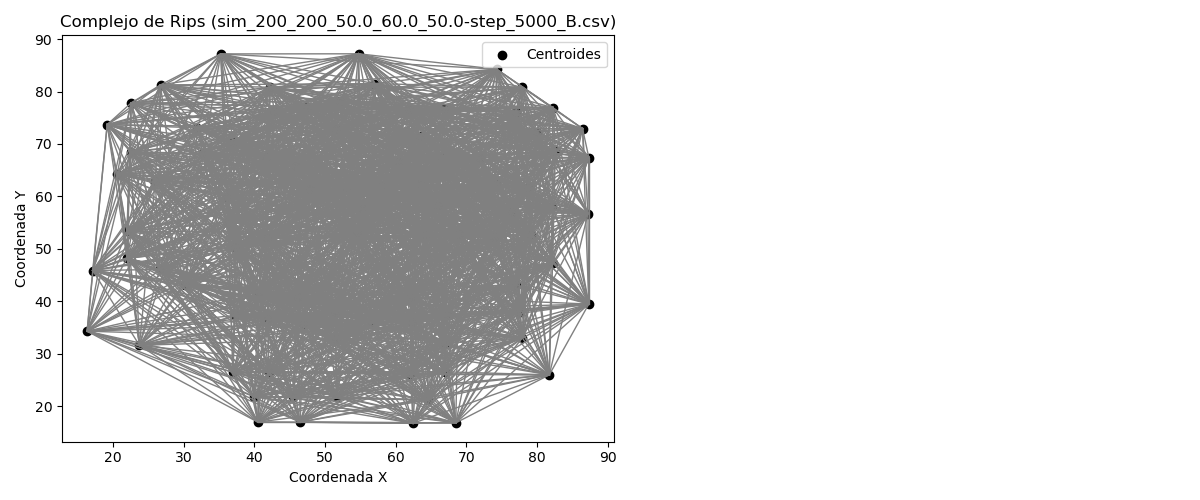 Complejo de Rips (sim_200_200_50.0_60.0_50.0-step_5000_B.csv)
Centroides
Coordenada Y
90
80
70
60
50
40
30
20
20 30 40 50 60 70 80 90
Coordenada X